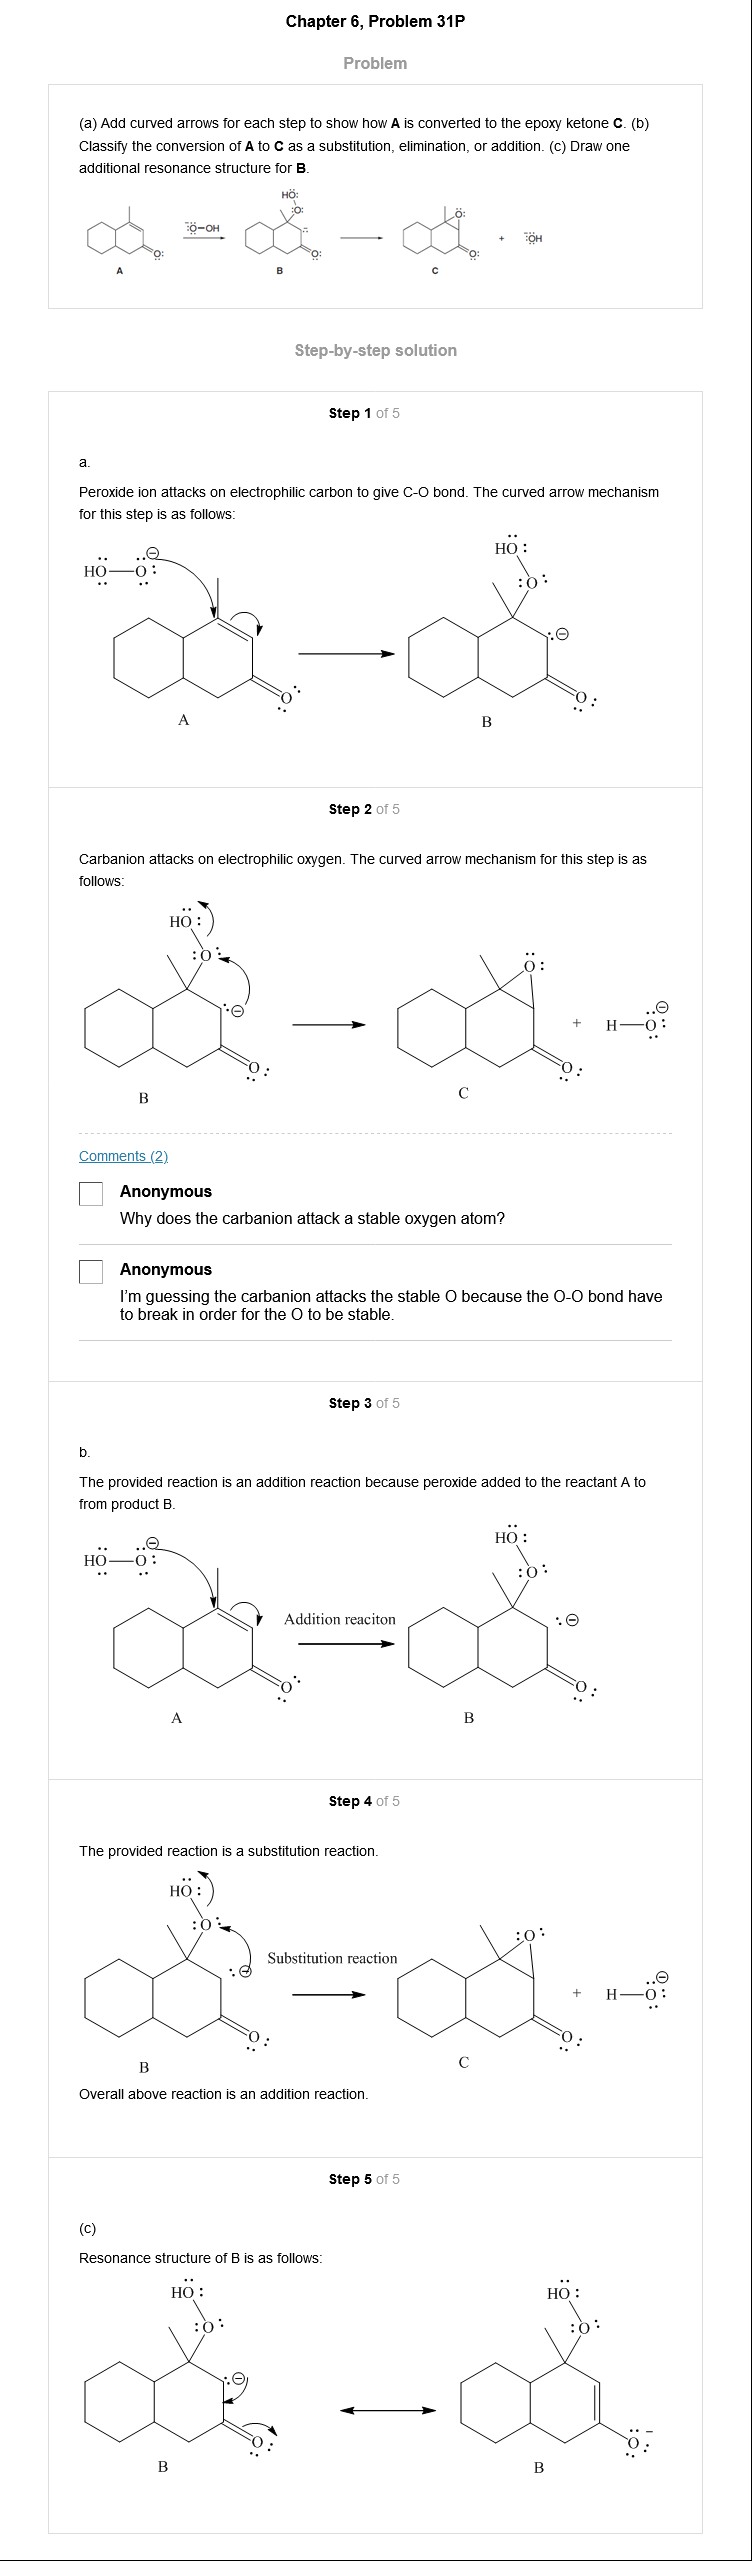 Chapter 6, Problem 31P
Problem
(a) Add curved arrows for each step to show how A is converted to the epoxy ketone C. (b)
Classify the conversion of A to C as a substitution, elimination, or addition. (c) Draw one
additional resonance structure for B.
HÖ:
:O:
:Ö–OH
O:
A
:
O:
B
O:
O:
C
+
:ÖH
Step-by-step solution
Step 1 of 5
a.
Peroxide ion attacks on electrophilic carbon to give C-O bond. The curved arrow mechanism
for this step is as follows:
HO—O:
O
A
HO:
:O:
:⊖
O:
B
Step 2 of 5
Carbanion attacks on electrophilic oxygen. The curved arrow mechanism for this step is as
follows:
HO:
:O:
:⊖
O:
B
O:
O:
C
+ H—O:
Comments (2)
Anonymous
Why does the carbanion attack a stable oxygen atom?
Anonymous
I'm guessing the carbanion attacks the stable O because the O-O bond have
to break in order for the O to be stable.
Step 3 of 5
b.
The provided reaction is an addition reaction because peroxide added to the reactant A to
from product B.
HO—O:
O
A
Addition reaciton
HO:
:O:
:⊖
O:
B
Step 4 of 5
The provided reaction is a substitution reaction.
HO:
:O:
:⊖
O:
B
Substitution reaction
:O:
O:
C
+ H—O:
Overall above reaction is an addition reaction.
Step 5 of 5
(c)
Resonance structure of B is as follows:
HO:
:O:
:⊖
O:
B
HO:
:O:
O:
–
B